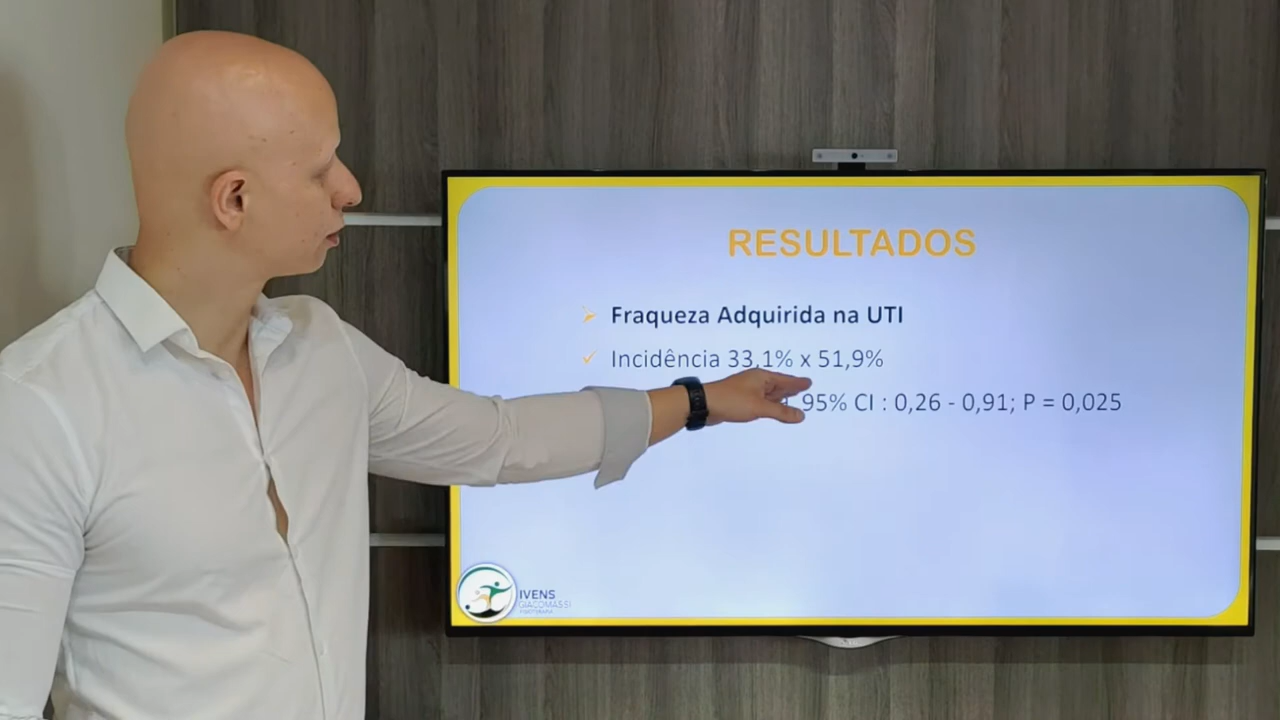 RESULTADOS
Fraqueza Adquirida na UTI
Incidência 33,1% x 51,9%
95% CI : 0,26 - 0,91; P = 0,025
IVENS
GIACOMASSI
FISIOTERAPIA